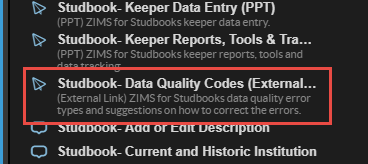 Studbook- Keeper Data Entry (PPT)
(PPT) ZIMS for Studbooks keeper data entry.
Studbook- Keeper Reports, Tools & Tra...
(PPT) ZIMS for Studbooks keeper reports, tools and
data tracking.
Studbook- Data Quality Codes (External...
(External Link) ZIMS for Studbooks data quality error
types and suggestions on how to correct the errors.
Studbook- Add or Edit Description
Studbook- Current and Historic Institution